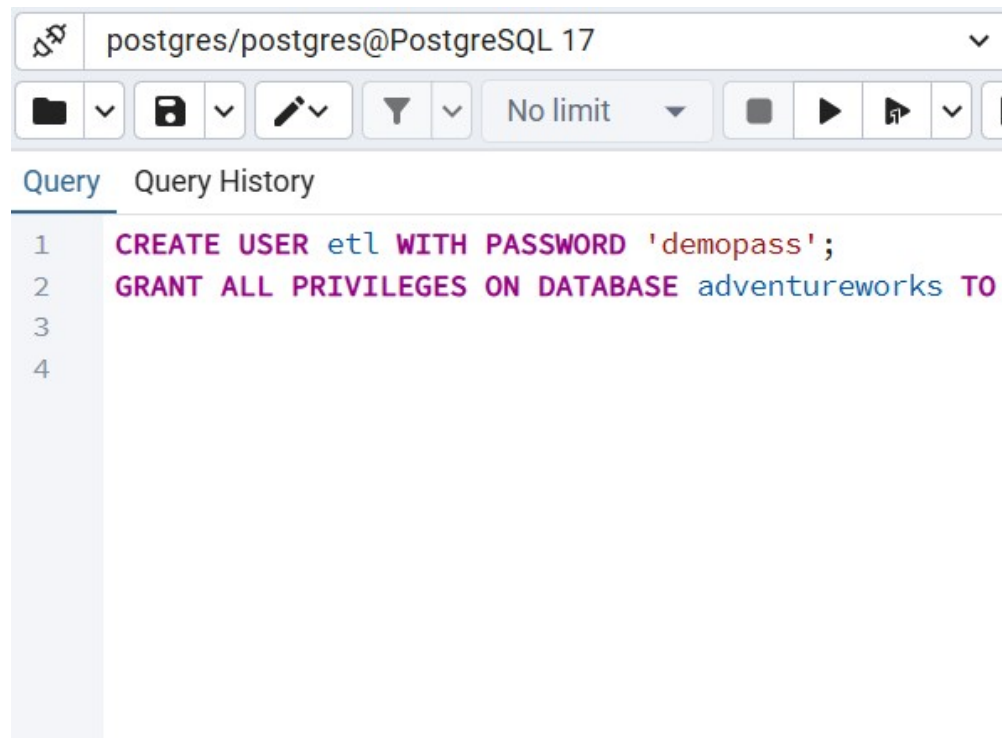 postgres/postgres@PostgreSQL 17
No limit
Query Query History
1 CREATE USER etl WITH PASSWORD 'demopass';
2 GRANT ALL PRIVILEGES ON DATABASE adventureworks TO
3
4